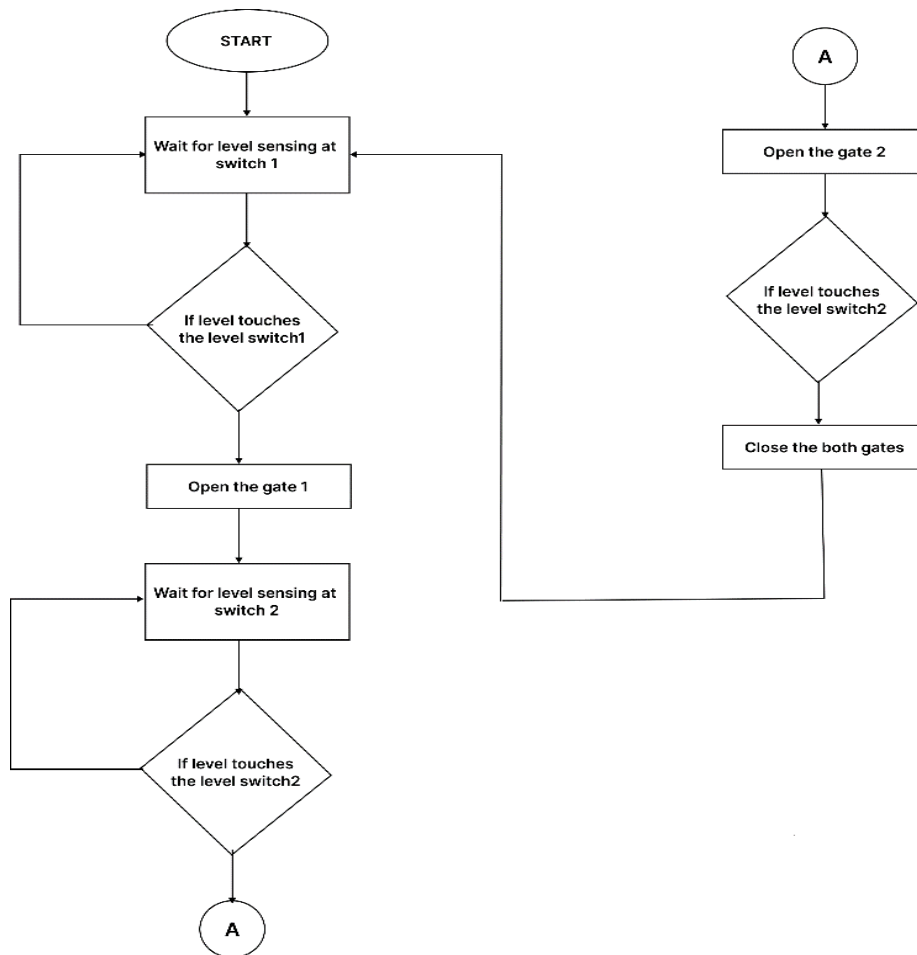 START
Wait for level sensing at
switch 1
If level touches
the level switch1
Open the gate 1
Wait for level sensing at
switch 2
If level touches
the level switch2
A
A
Open the gate 2
If level touches
the level switch2
Close the both gates